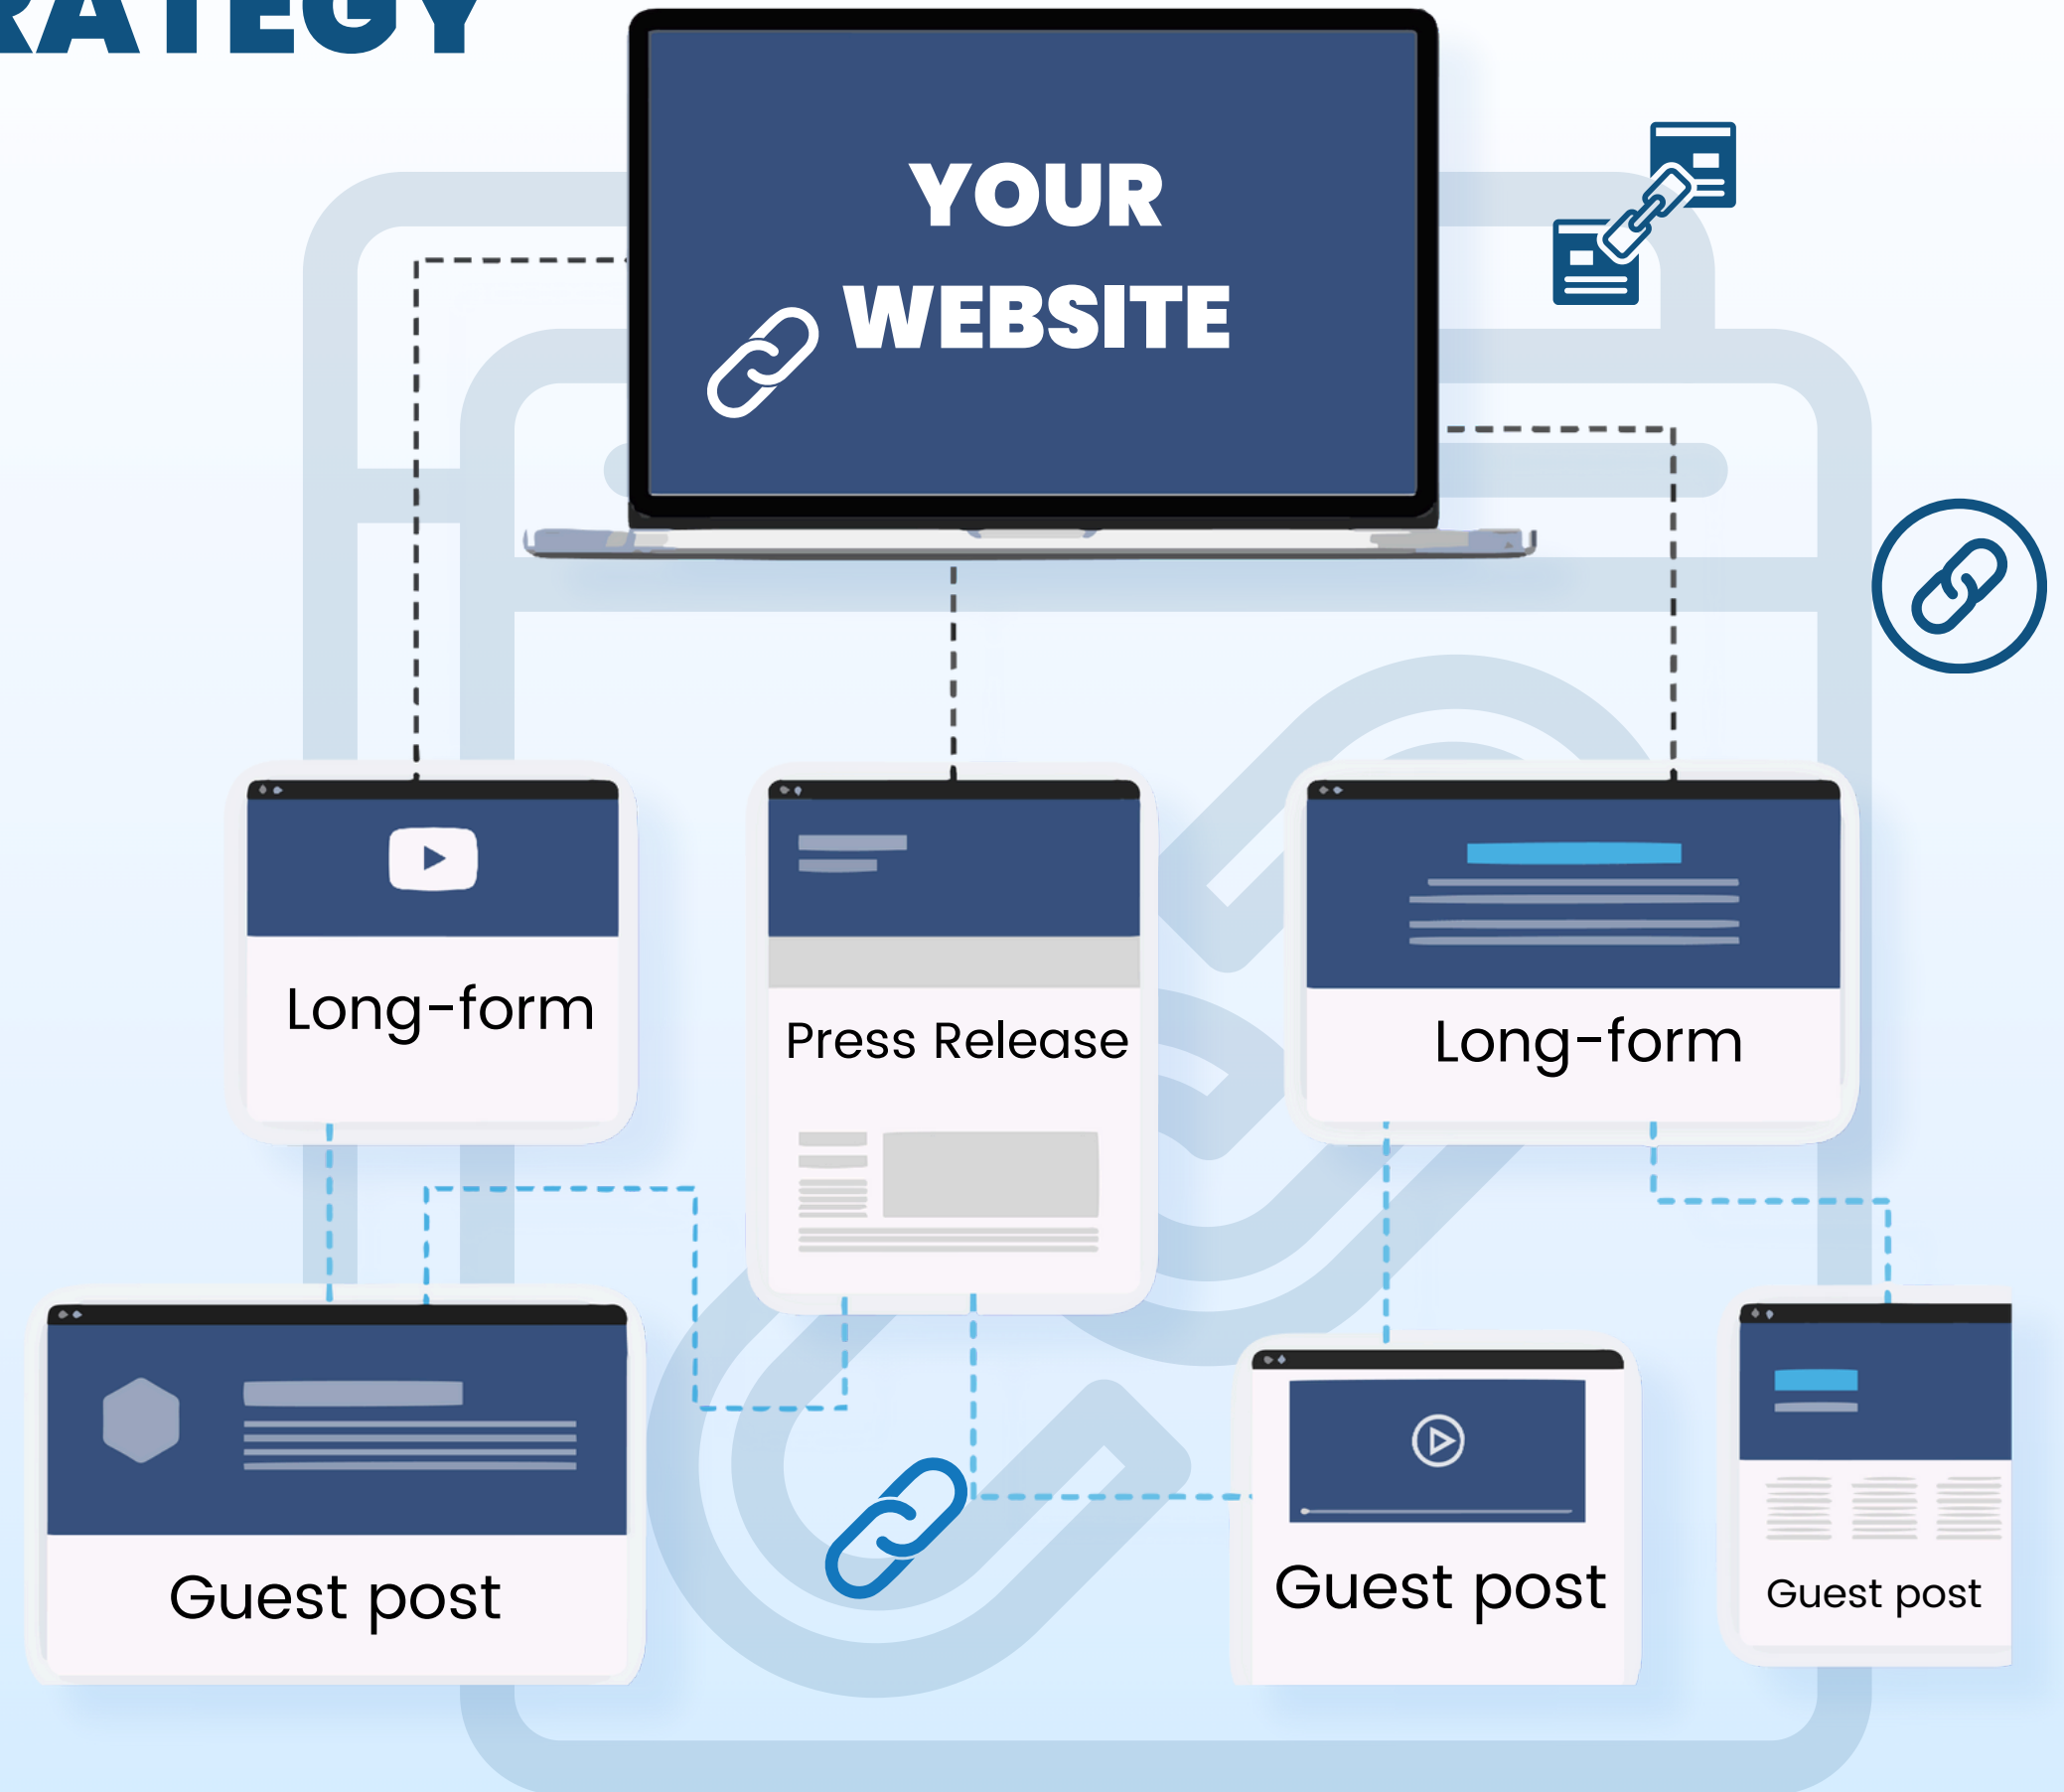 RATEGY
YOUR
WEBSITE
Long-form
Press Release
Long-form
Guest post
Guest post
Guest post